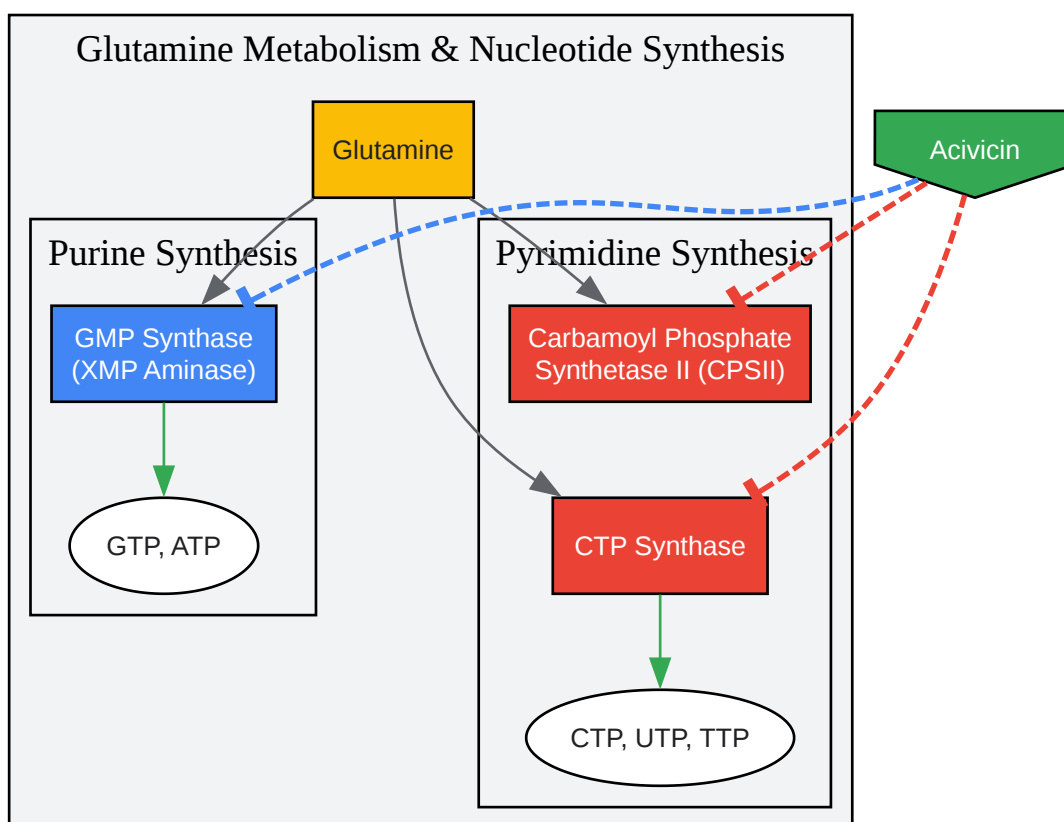 Glutamine Metabolism & Nucleotide Synthesis
Glutamine
Acivicin
Purine Synthesis
Pyrimidine Synthesis
GMP Synthase
(XMP Aminase)
Carbamoyl Phosphate
Synthetase II (CPSII)
GTP, ATP
CTP Synthase
CTP, UTP, TTP